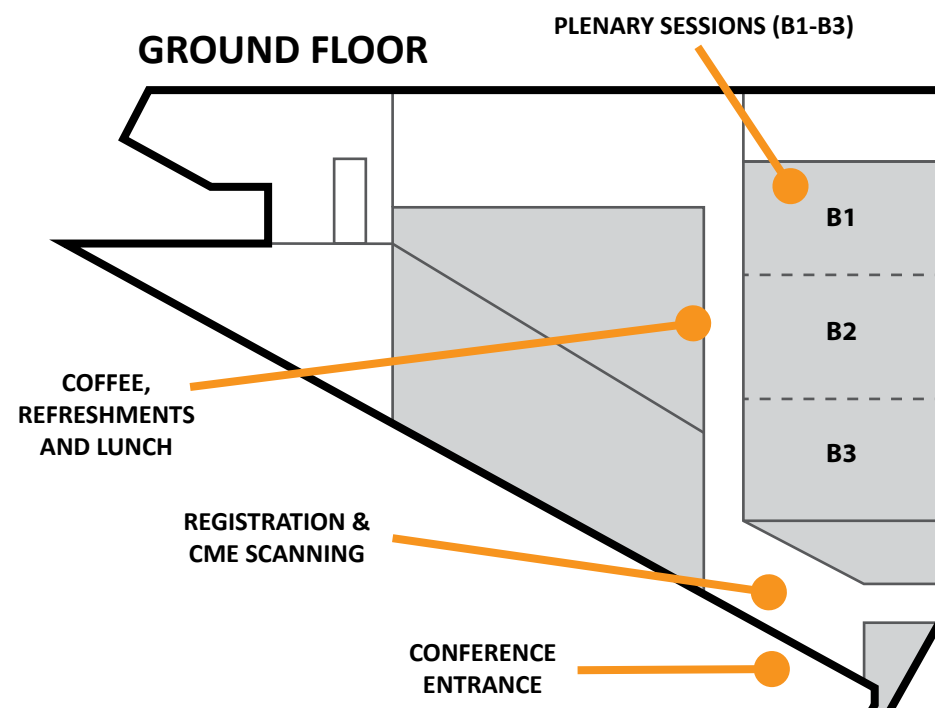 PLENARY SESSIONS (B1-B3)
GROUND FLOOR
B1
B2
B3
COFFEE,
REFRESHMENTS
AND LUNCH
REGISTRATION &
CME SCANNING
CONFERENCE
ENTRANCE